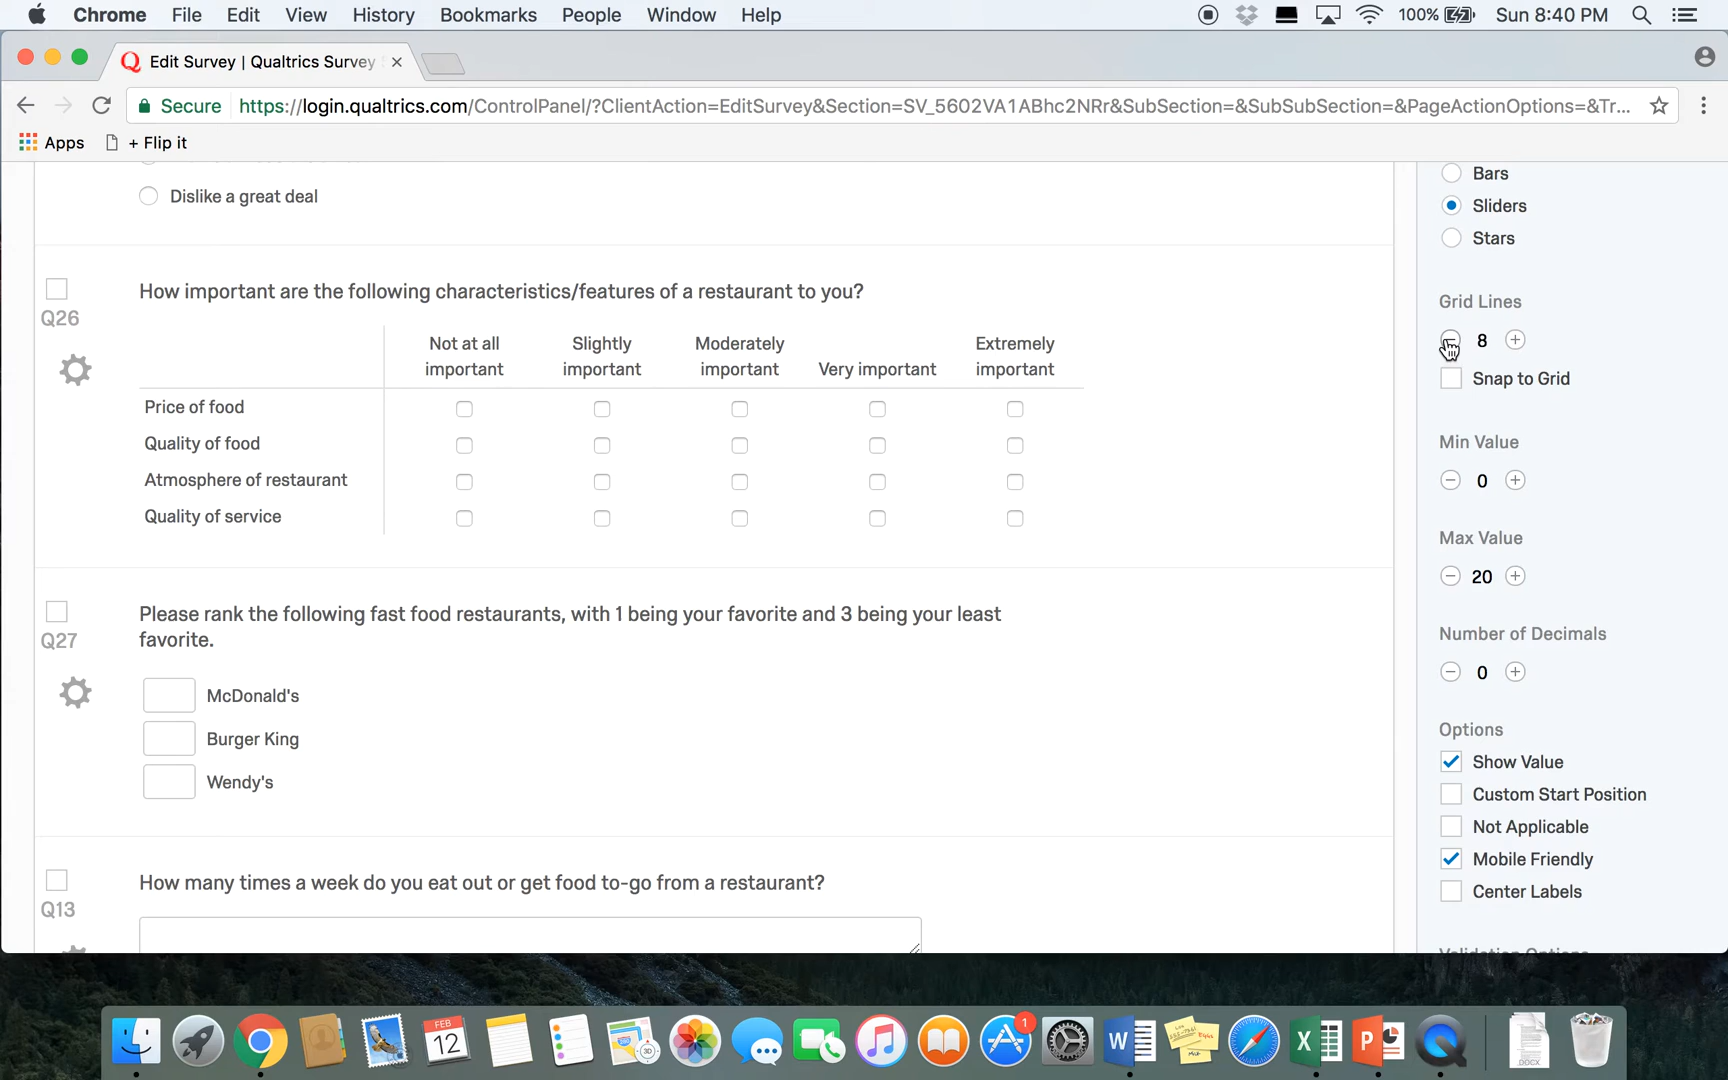 Chrome File Edit View History Bookmarks People Window Help 100% Sun 8:40 PM
Edit Survey | Qualtrics Survey
Secure https://login.qualtrics.com/ControlPanel/?ClientAction=EditSurvey&Section=SV_5602VA1ABhc2NRr&SubSection=&SubSubSection=&PageActionOptions=&Tr...
Apps + Flip it
Dislike a great deal
Q26
How important are the following characteristics/features of a restaurant to you?
Not at all important
Slightly important
Moderately important
Very important
Extremely important
Price of food
Quality of food
Atmosphere of restaurant
Quality of service
Q27
Please rank the following fast food restaurants, with 1 being your favorite and 3 being your least
favorite.
McDonald's
Burger King
Wendy's
Q13
How many times a week do you eat out or get food to-go from a restaurant?
Bars
Sliders
Stars
Grid Lines
8
Snap to Grid
Min Value
0
Max Value
20
Number of Decimals
0
Options
Show Value
Custom Start Position
Not Applicable
Mobile Friendly
Center Labels
Validation Options
FEB
12
3D
1
W
X
P
DOCX